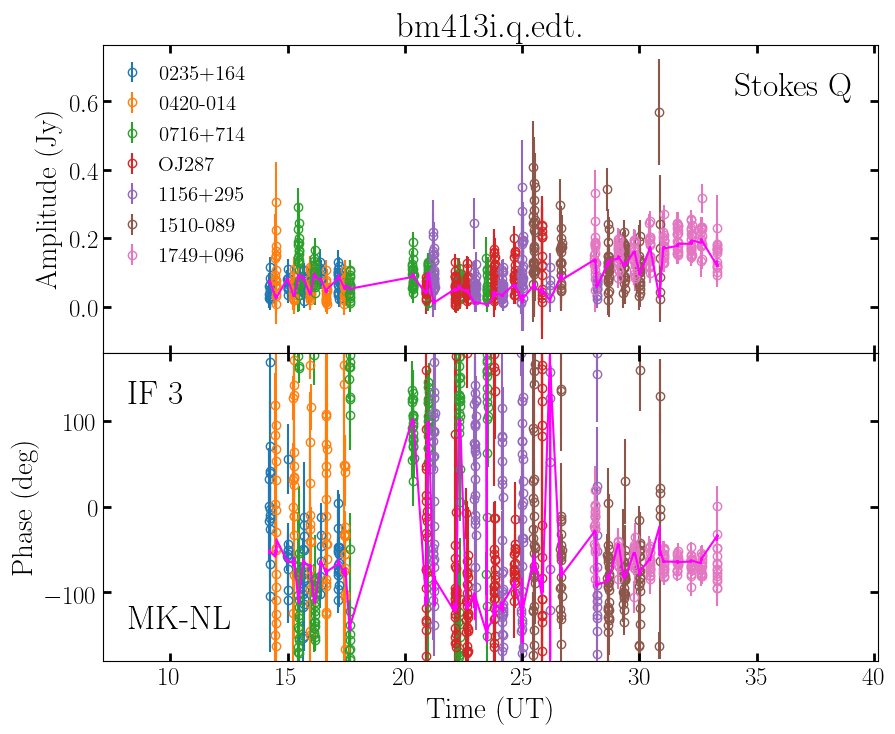 bm413i.q.edt.
Stokes Q
0235+164
0420-014
0716+714
OJ287
1156+295
1510-089
1749+096
Amplitude (Jy)
0.6
0.4
0.2
0.0
IF 3
MK-NL
Phase (deg)
100
0
−100
10 15 20 25 30 35 40
Time (UT)